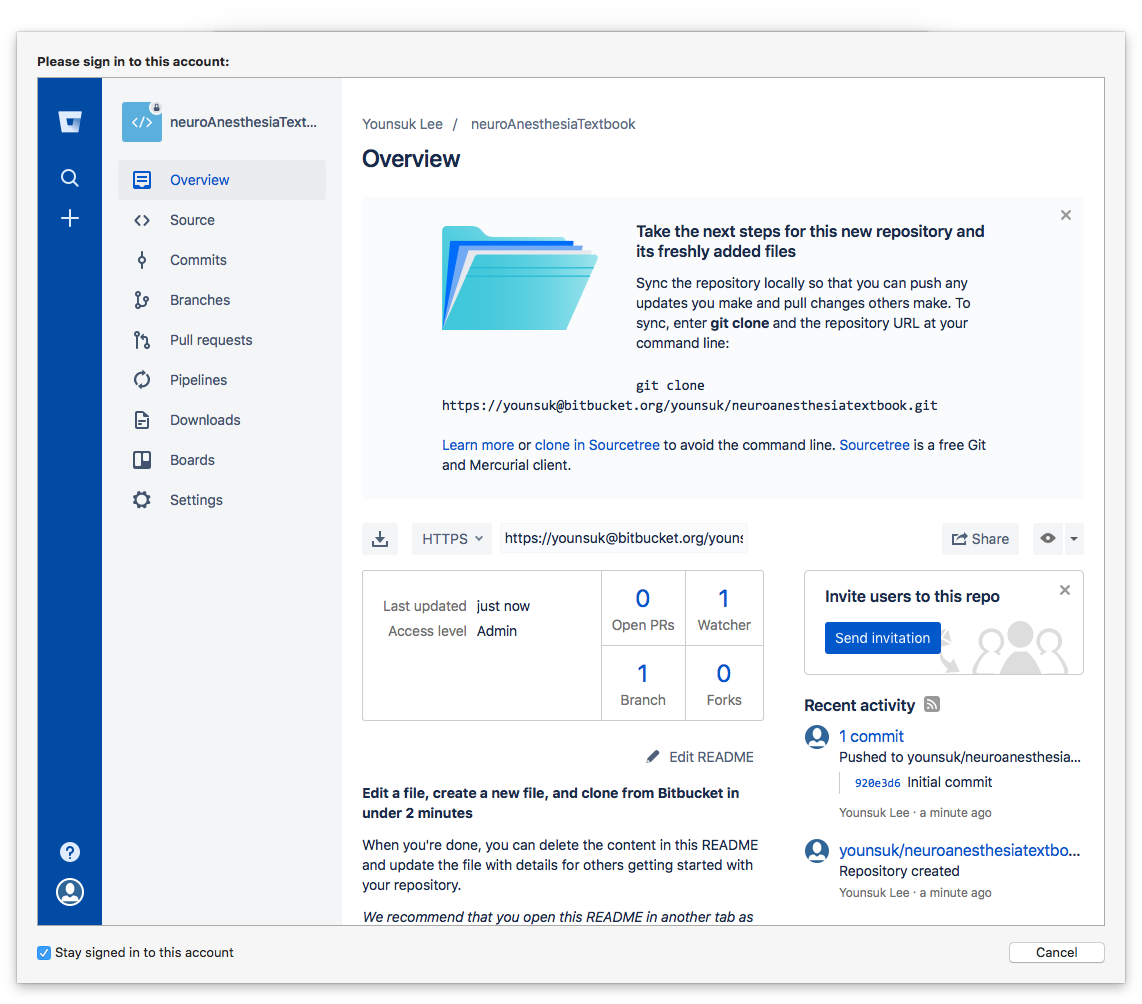 Please sign in to this account:
</>
neuroAnesthesiaText...
Overview
Source
Commits
Branches
Pull requests
Pipelines
Downloads
Boards
Settings
Younsuk Lee / neuroAnesthesiaTextbook
Overview
Take the next steps for this new repository and
its freshly added files
Sync the repository locally so that you can push any
updates you make and pull changes others make. To
sync, enter git clone and the repository URL at your
command line:
git clone
https://younsuk@bitbucket.org/younsuk/neuroanesthesiatextbook.git
Learn more or clone in Sourcetree to avoid the command line. Sourcetree is a free Git
and Mercurial client.
HTTPS
https://younsuk@bitbucket.org/youns
Share
Last updated just now
Access level Admin
0
Open PRs
1
Watcher
1
Branch
0
Forks
Edit README
Edit a file, create a new file, and clone from Bitbucket in
under 2 minutes
When you're done, you can delete the content in this README
and update the file with details for others getting started with
your repository.
We recommend that you open this README in another tab as
Invite users to this repo
Send invitation
Recent activity
1 commit
Pushed to younsuk/neuroanesthesia...
920e3d6 Initial commit
Younsuk Lee · a minute ago
younsuk/neuroanesthesiatextbo...
Repository created
Younsuk Lee · a minute ago
?
Stay signed in to this account
Cancel